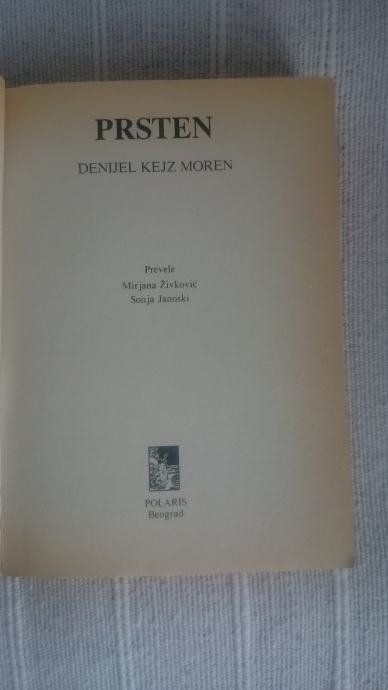 PRSTEN
DENIJEL KEJZ MOREN
Prevele
Mirjana Živković
Sonja Janoski
POLARIS
Beograd